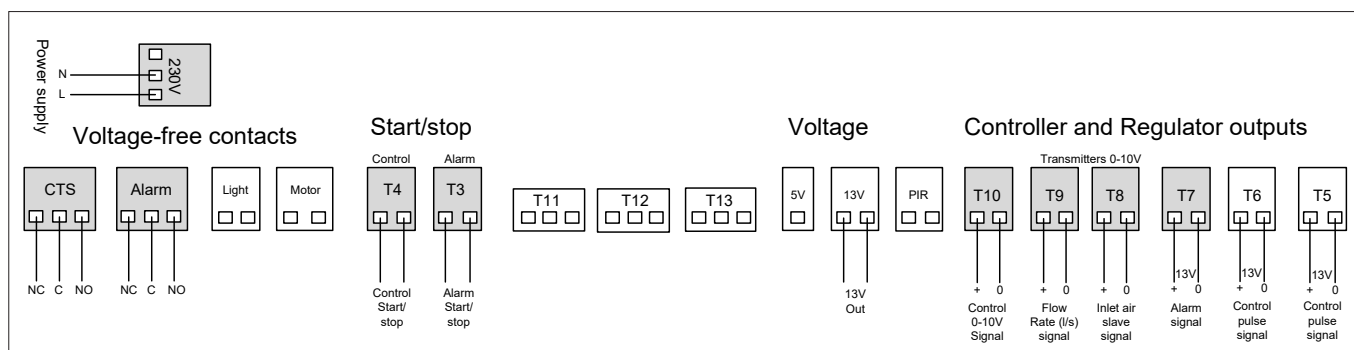 Power supply
N
L
230V
Voltage-free contacts
Start/stop
Voltage
Controller and Regulator outputs
Control
Alarm
Transmitters 0-10V
CTS
Alarm
Light
Motor
T4
T3
T11
T12
T13
5V
13V
PIR
T10
T9
T8
T7
T6
T5
NC C NO
NC C NO
Control
Start/
stop
Alarm
Start/
stop
13V
Out
+ 0
Control
0-10V
Signal
+ 0
Flow
Rate (l/s)
signal
+ 0
Inlet air
slave
signal
13V
+ 0
Alarm
signal
13V
+ 0
Control
pulse
signal
13V
+ 0
Control
pulse
signal